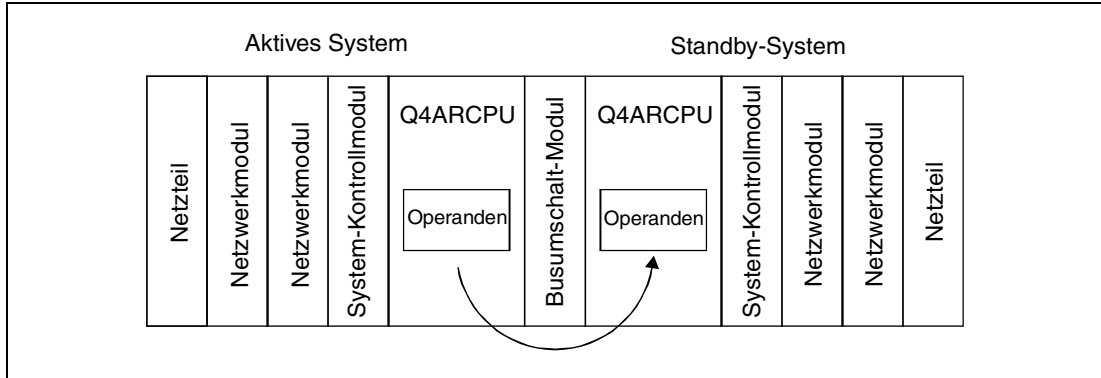 Aktives System
Standby-System
Netzteil
Netzwerkmodul
Netzwerkmodul
System-Kontrollmodul
Q4ARCPU
Operanden
Busumschalt-Modul
Q4ARCPU
Operanden
System-Kontrollmodul
Netzwerkmodul
Netzwerkmodul
Netzteil